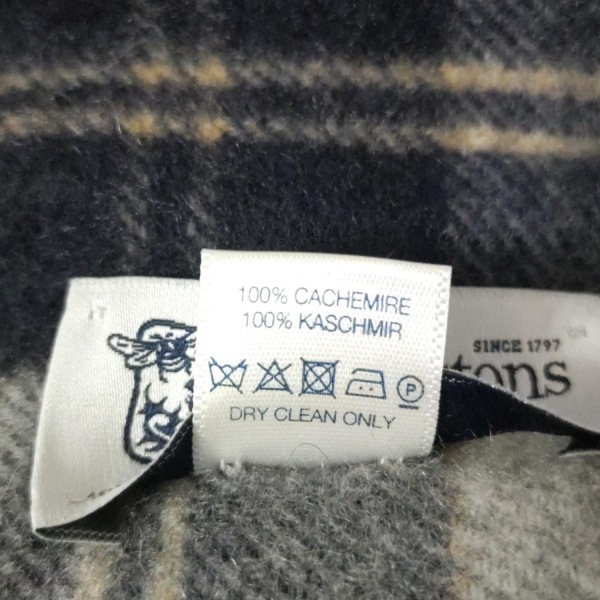 100% CACHEMIRE
100% KASCHMIR
P
DRY CLEAN ONLY
SINCE 1797
tons